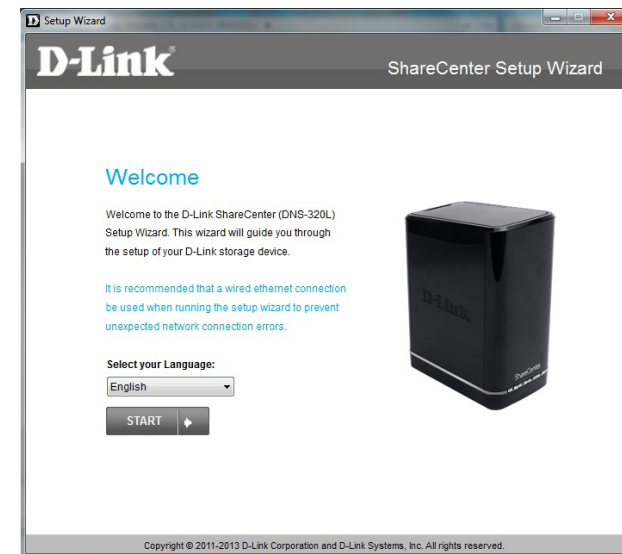 Setup Wizard
D-Link
ShareCenter Setup Wizard
Welcome
Welcome to the D-Link ShareCenter (DNS-320L)
Setup Wizard. This wizard will guide you through
the setup of your D-Link storage device.
It is recommended that a wired ethernet connection
be used when running the setup wizard to prevent
unexpected network connection errors.
D-Link
ShareCenter
Select your Language:
English
START
Copyright © 2011-2013 D-Link Corporation and D-Link Systems, Inc. All rights reserved.